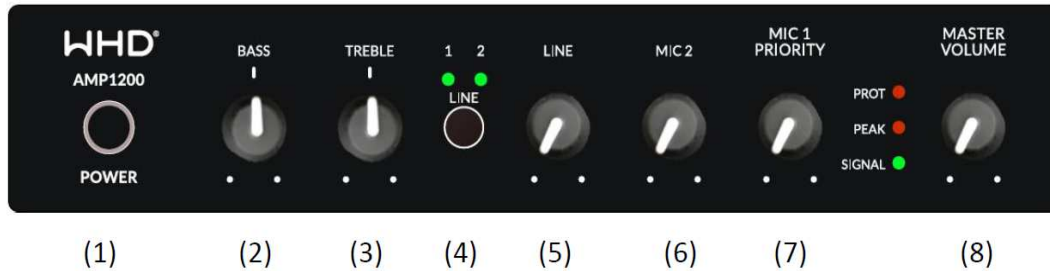 WHD®
AMP1200
POWER
BASS
TREBLE
1 2
LINE
LINE
MIC 2
MIC 1
PRIORITY
PROT
PEAK
SIGNAL
MASTER
VOLUME
(1) (2) (3) (4) (5) (6) (7) (8)